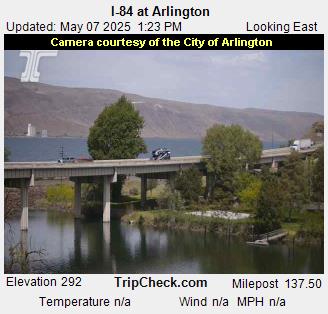 I-84 at Arlington
Updated: May 07 2025 1:23 PM Looking East
Camera courtesy of the City of Arlington
Elevation 292 TripCheck.com Milepost 137.50
Temperature n/a Wind n/a MPH n/a